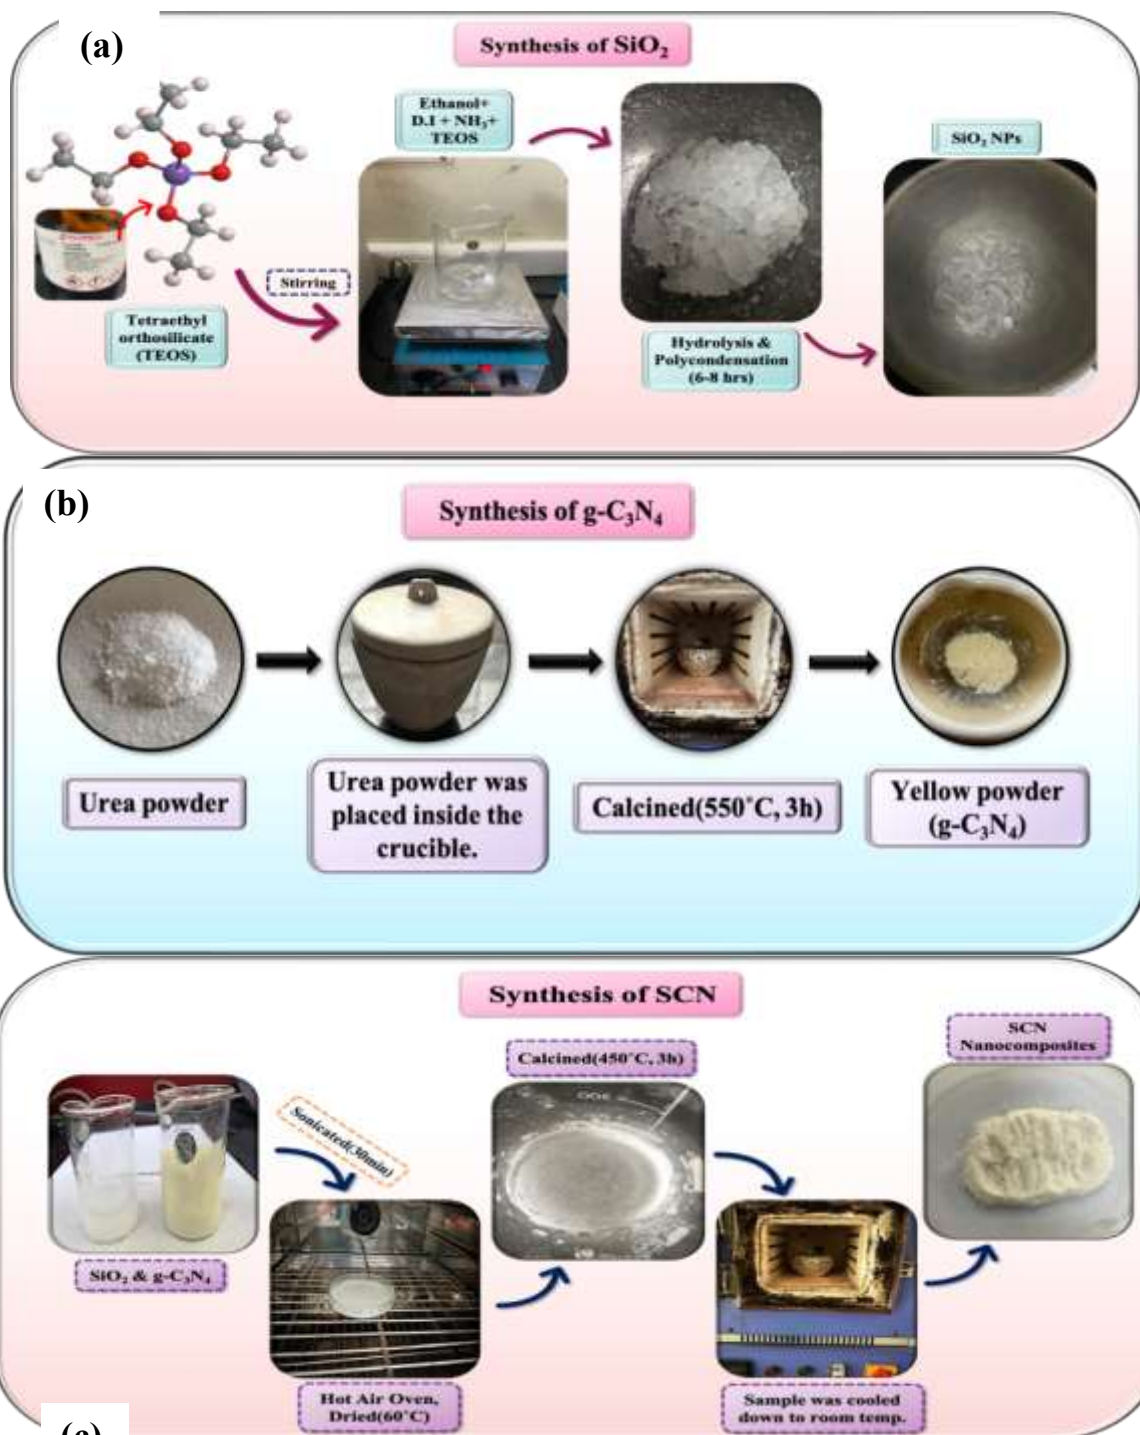 (a)
Synthesis of SiO₂
Ethanol+
D.I + NH₃+
TEOS
SiO₂ NPs
Stirring
Tetraethyl
orthosilicate
(TEOS)
Hydrolysis &
Polycondensation
(6-8 hrs)
(b)
Synthesis of g-C₃N₄
Urea powder
Urea powder was
placed inside the
crucible.
Calcined(550°C, 3h)
Yellow powder
(g-C₃N₄)
Synthesis of SCN
SCN
Nanocomposites
Calcined(450°C, 3h)
Sonicated(30min)
SiO₂ & g-C₃N₄
Hot Air Oven,
Dried(60°C)
Sample was cooled
down to room temp.
(c)